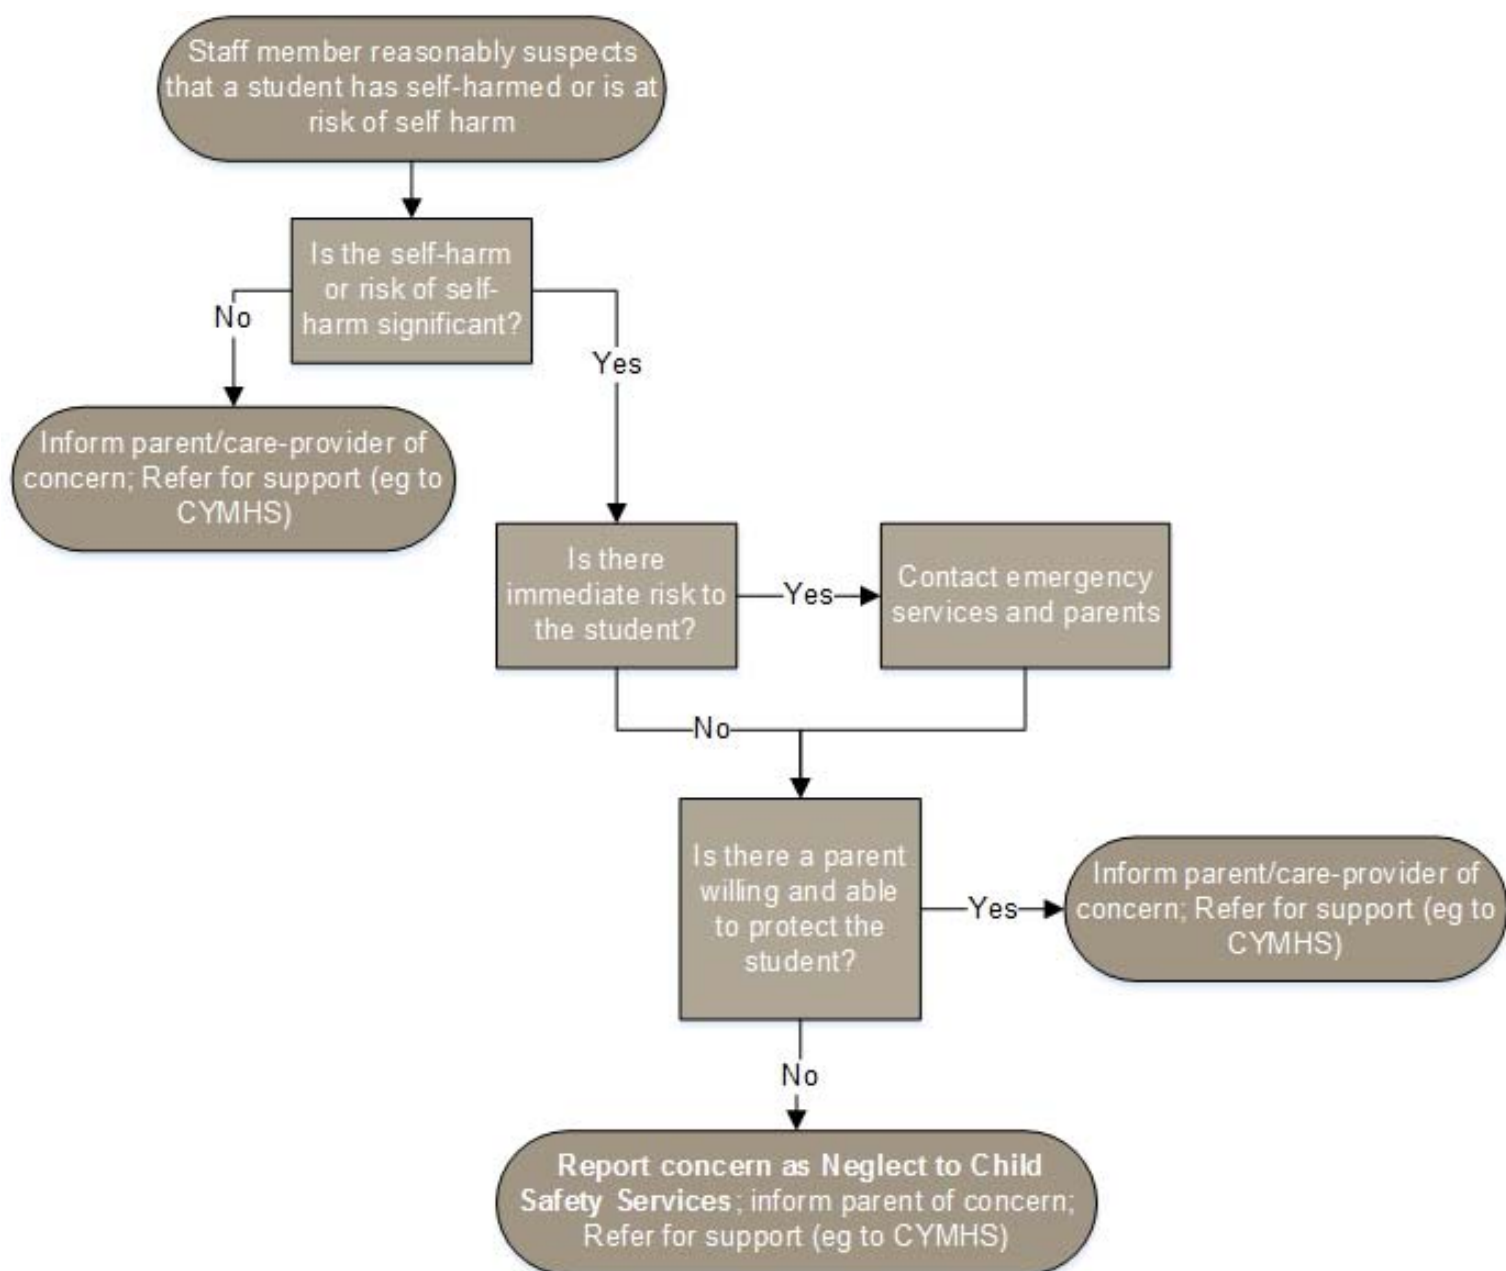 Staff member reasonably suspects
that a student has self-harmed or is at
risk of self harm
Is the self-harm
or risk of self-
harm significant?
No
Yes
Inform parent/care-provider of
concern; Refer for support (eg to
CYMHS)
Is there
immediate risk to
the student?
Yes
Contact emergency
services and parents
No
Is there a parent
willing and able
to protect the
student?
Yes
Inform parent/care-provider of
concern; Refer for support (eg to
CYMHS)
No
Report concern as Neglect to Child
Safety Services; inform parent of concern;
Refer for support (eg to CYMHS)